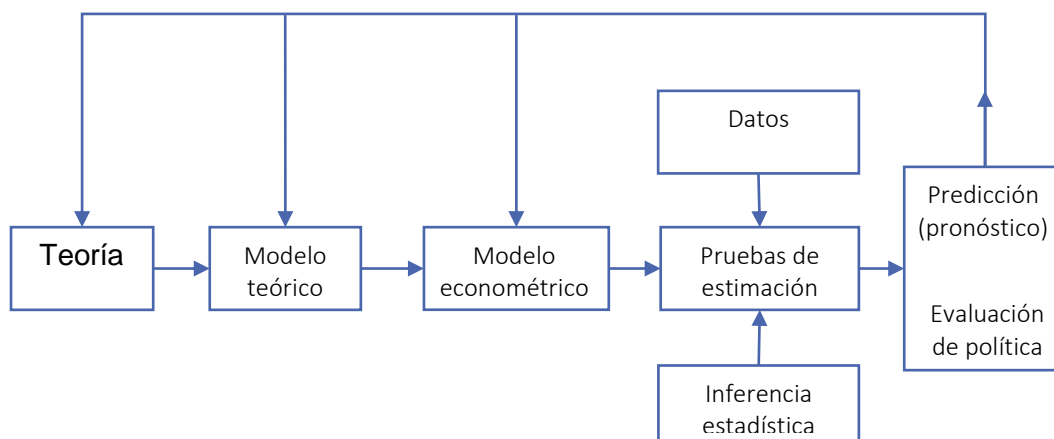 Datos
Predicción
(pronóstico)
Evaluación
de política
Teoría
Modelo
teórico
Modelo
econométrico
Pruebas de
estimación
Inferencia
estadística